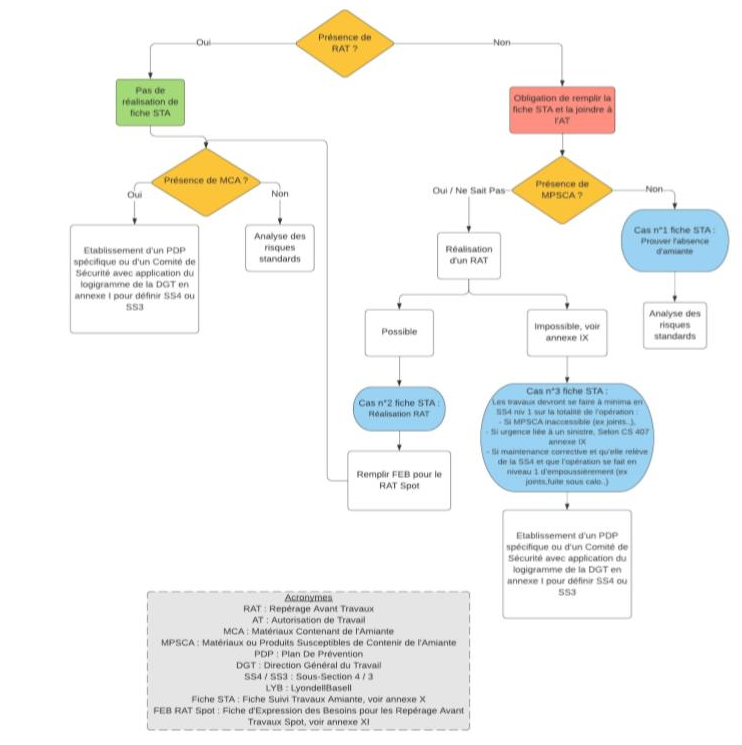 Présence de
RAT ?
Oui
Non
Pas de
réalisation de
fiche STA
Obligation de remplir la
fiche STA et la joindre à
l'AT
Présence de MCA ?
Oui
Non
Présence de
MPSCA ?
Oui / Ne Sait Pas
Non
Etablissement d'un PDP
spécifique ou d'un Comité de
Sécurité avec application du
logigramme de la DGT en
annexe I pour définir SS4 ou
SS3
Analyse des
risques
standards
Réalisation
d'un RAT
Cas n°1 fiche STA :
Prouver l'absence
d'amiante
Analyse des
risques
standards
Possible
Impossible, voir
annexe IX
Cas n°2 fiche STA :
Réalisation RAT
Cas n°3 fiche STA :
Les travaux devront se faire à minima en
SS4 niv 1 sur la totalité de l'opération :
- Si MPSCA inaccessible (ex joints..),
- Si urgence liée à un sinistre, Selon CS 407
annexe IX
- Si maintenance corrective et qu'elle relève
de la SS4 et que l'opération se fait en
niveau 1 d'empoussièrement (ex
joints,fuite sous calo..)
Remplir FEB pour le
RAT Spot
Etablissement d'un PDP
spécifique ou d'un Comité de
Sécurité avec application du
logigramme de la DGT en
annexe I pour définir SS4 ou
SS3
Acronymes
RAT : Repérage Avant Travaux
AT : Autorisation de Travail
MCA : Matériaux Contenant de l'Amiante
MPSCA : Matériaux ou Produits Susceptibles de Contenir de l'Amiante
PDP : Plan De Prévention
DGT : Direction Général du Travail
SS4 / SS3 : Sous-Section 4 / 3
LYB : LyondellBasell
Fiche STA : Fiche Suivi Travaux Amiante, voir annexe X
FEB RAT Spot : Fiche d'Expression des Besoins pour les Repérage Avant
Travaux Spot, voir annexe XI